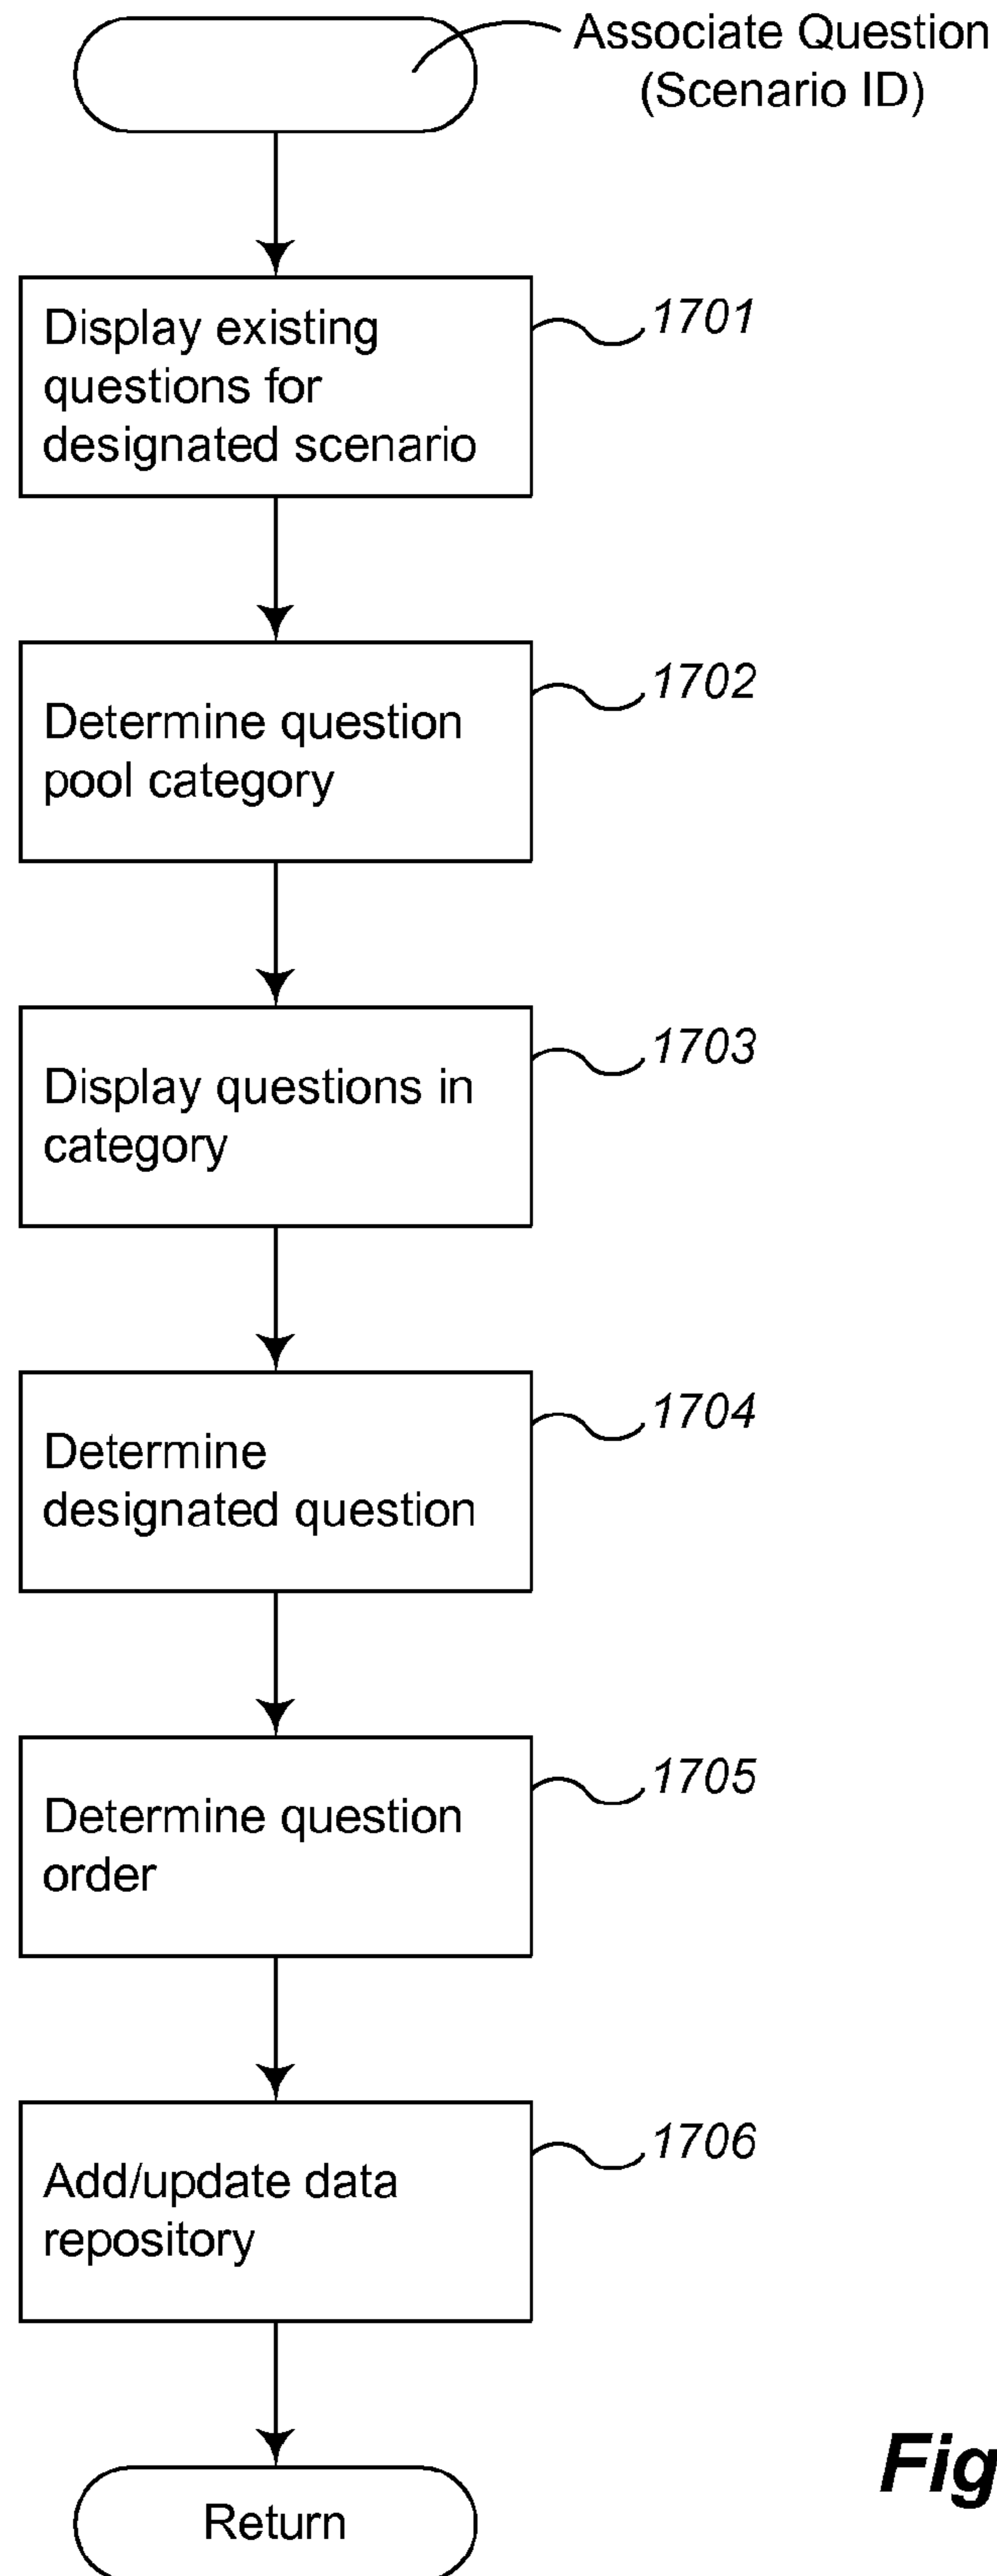 Associate Question
(Scenario ID)
Display existing
questions for
designated scenario
1701
Determine question
pool category
1702
Display questions in
category
1703
Determine
designated question
1704
Determine question
order
1705
Add/update data
repository
1706
Return
Fig